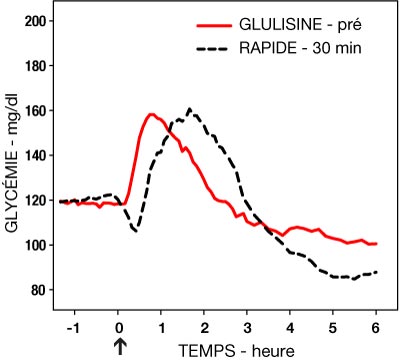 GLULISINE - pré
RAPIDE - 30 min
GLYCÉMIE - mg/dl
200
180
160
140
120
100
80
-1 0 1 2 3 4 5 6
TEMPS - heure